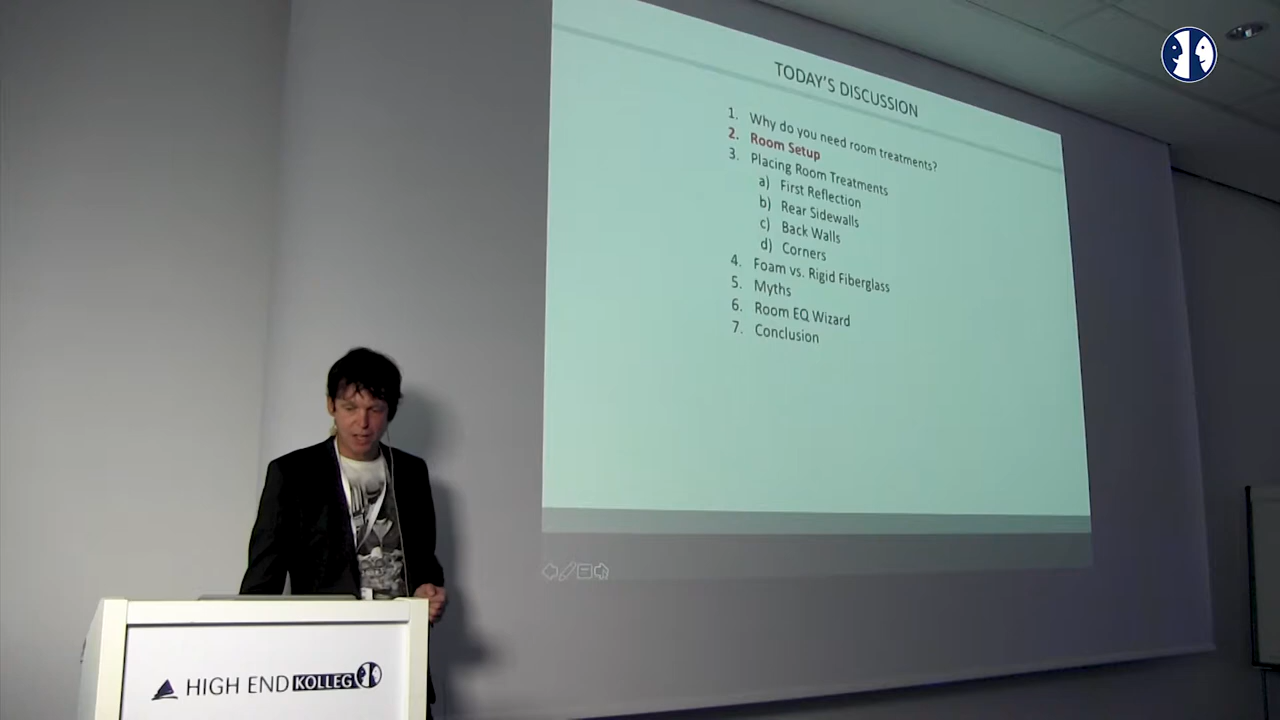 TODAY'S DISCUSSION
1. Why do you need room treatments?
2. Room Setup
3. Placing Room Treatments
a) First Reflection
b) Rear Sidewalls
c) Back Walls
d) Corners
4. Foam vs. Rigid Fiberglass
5. Myths
6. Room EQ Wizard
7. Conclusion
HIGH END KOLLEG